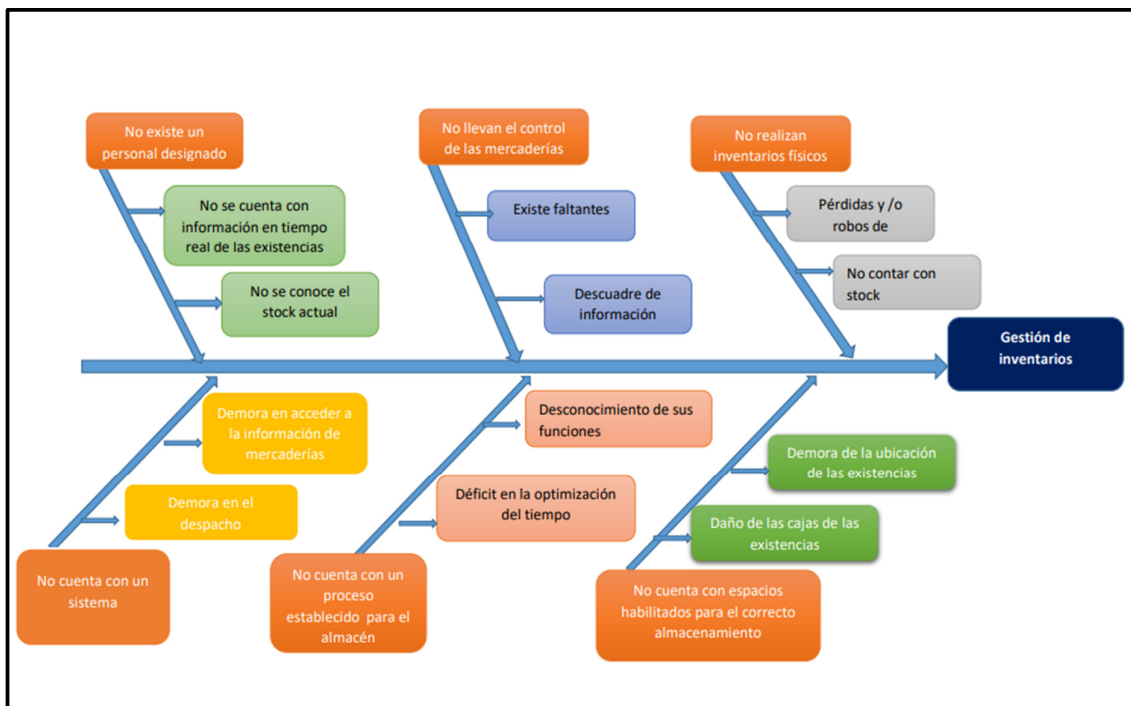 No existe un
personal designado
No llevan el control
de las mercaderías
No realizan
inventarios físicos
No se cuenta con
información en tiempo
real de las existencias
Existe faltantes
Pérdidas y /o
robos de
No se conoce el
stock actual
Descuadre de
información
No contar con
stock
Gestión de
inventarios
Demora en acceder a
la información de
mercaderías
Desconocimiento de sus
funciones
Demora de la ubicación
de las existencias
Demora en el
despacho
Déficit en la optimización
del tiempo
Daño de las cajas de las
existencias
No cuenta con un
sistema
No cuenta con un
proceso
establecido para el
almacén
No cuenta con espacios
habilitados para el correcto
almacenamiento